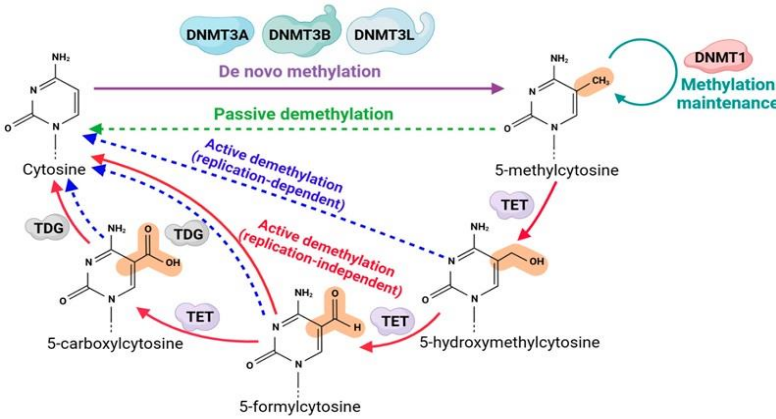 DNMT3A
DNMT3B
DNMT3L
De novo methylation
DNMT1
Methylation
maintenance
Passive demethylation
NH₂
N
O
N
Cytosine
NH₂
CH₃
N
O
N
5-methylcytosine
Active demethylation
(replication-dependent)
TET
TDG
TDG
Active demethylation
(replication-independent)
NH₂
O
OH
N
O
N
5-carboxylcytosine
TET
NH₂
O
H
N
O
N
5-formylcytosine
TET
NH₂
OH
N
O
N
5-hydroxymethylcytosine